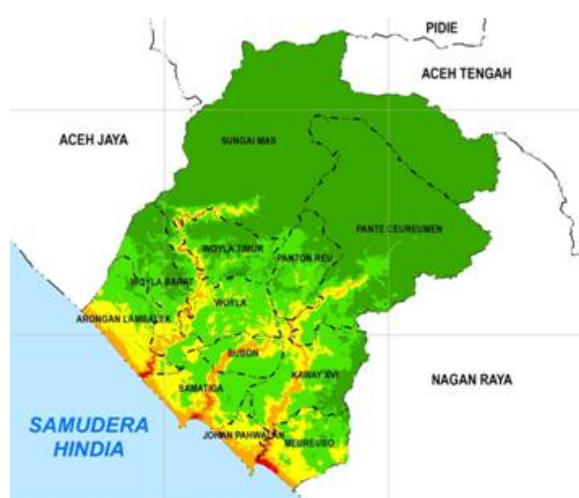 PIDIE
ACEH TENGAH
ACEH JAYA
SUNGAI MAS
PANTE CEUREUMEN
WOYLA TIMUR
PANTON REU
WOYLA BARAT
WOYLA
ARONGAN LAMBALEK
BUBON
KAWAY XVI
NAGAN RAYA
SAMATIGA
SAMUDERA
HINDIA
JOHAN PAHWALAN
MEUREUBO